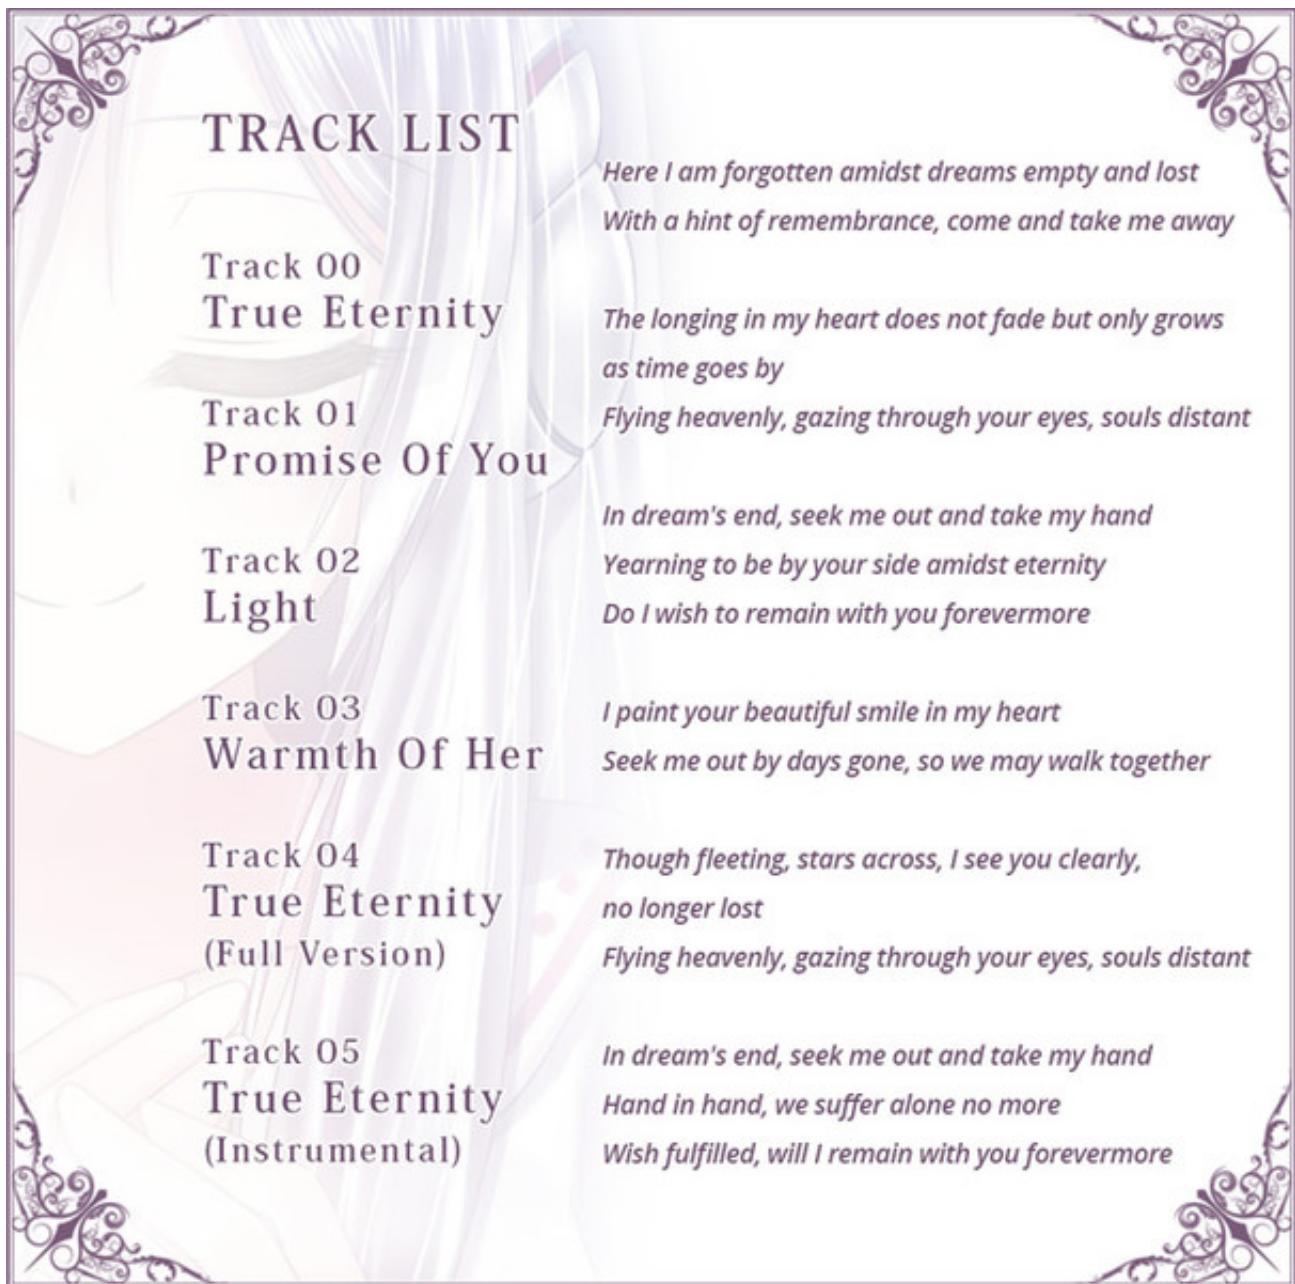 TRACK LIST
Track 00
True Eternity
Track 01
Promise Of You
Track 02
Light
Track 03
Warmth Of Her
Track 04
True Eternity
(Full Version)
Track 05
True Eternity
(Instrumental)
Here I am forgotten amidst dreams empty and lost
With a hint of remembrance, come and take me away
The longing in my heart does not fade but only grows
as time goes by
Flying heavenly, gazing through your eyes, souls distant
In dream's end, seek me out and take my hand
Yearning to be by your side amidst eternity
Do I wish to remain with you forevermore
I paint your beautiful smile in my heart
Seek me out by days gone, so we may walk together
Though fleeting, stars across, I see you clearly,
no longer lost
Flying heavenly, gazing through your eyes, souls distant
In dream's end, seek me out and take my hand
Hand in hand, we suffer alone no more
Wish fulfilled, will I remain with you forevermore